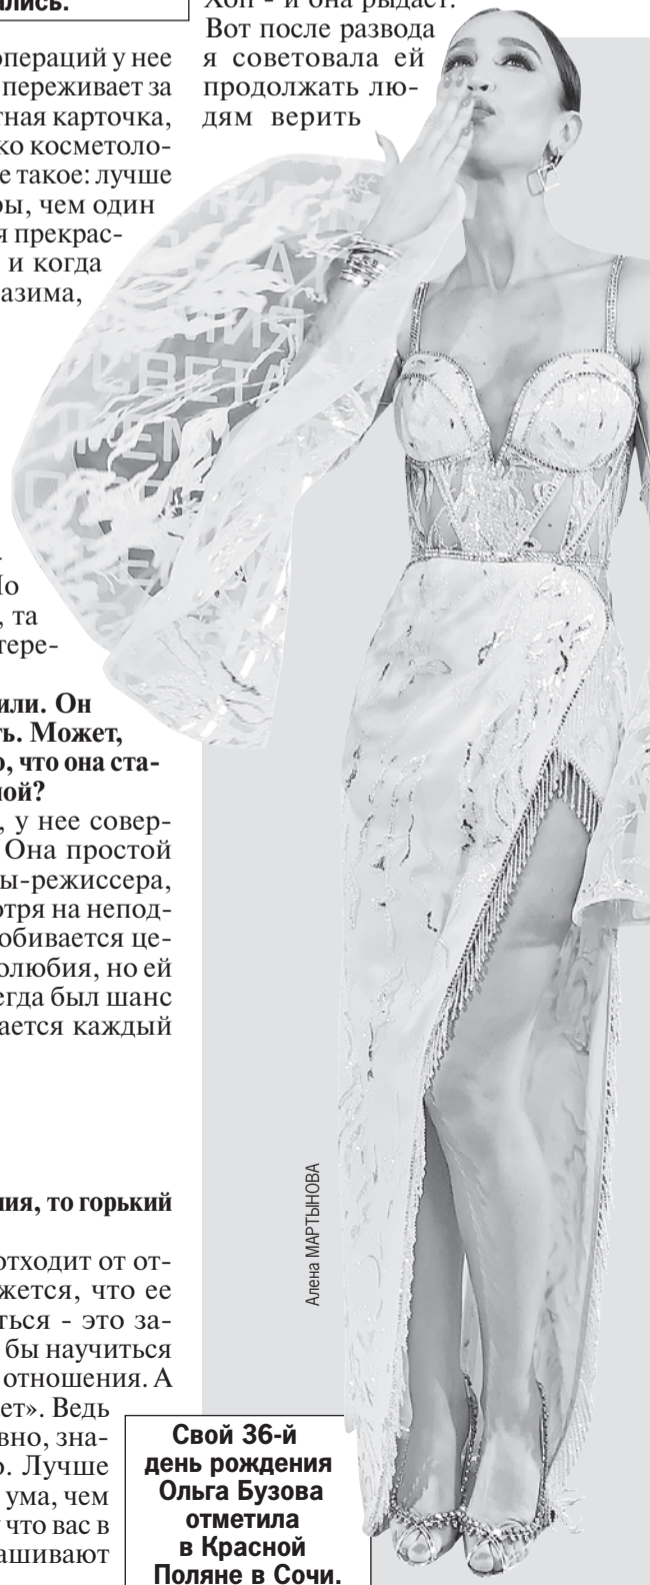 ались.
Хоп - и она рыдает.
Вот после развода
я советовала ей
продолжать лю-
дям верить
операций у нее
переживает за
тная карточка,
ко косметоло-
е такое: лучше
ры, чем один
я прекрас-
и когда
азима,
, та
тере-
или. Он
ть. Может,
о, что она ста-
ной?
, у нее совер-
Она простой
ы-режиссера,
отря на непод-
обивается це-
олюбия, но ей
егда был шанс
ается каждый
ния, то горький
отходит от от-
жется, что ее
ться - это за-
бы научиться
отношения. А
ет». Ведь
вно, зна-
о. Лучше
ума, чем
что вас в
ашивают
Алена МАРТЫНОВА
Свой 36-й
день рождения
Ольга Бузова
отметила
в Красной
Поляне в Сочи.